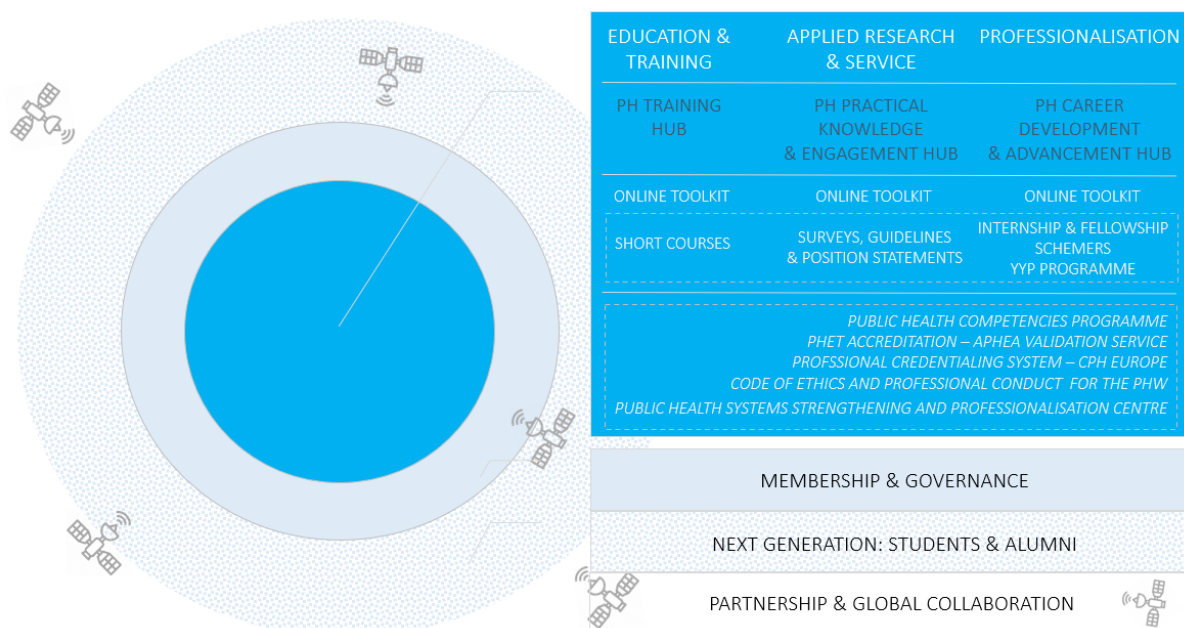 EDUCATION &
TRAINING
APPLIED RESEARCH
& SERVICE
PROFESSIONALISATION
PH TRAINING
HUB
PH PRACTICAL
KNOWLEDGE
& ENGAGEMENT HUB
PH CAREER
DEVELOPMENT
& ADVANCEMENT HUB
ONLINE TOOLKIT
ONLINE TOOLKIT
ONLINE TOOLKIT
SHORT COURSES
SURVEYS, GUIDELINES
& POSITION STATEMENTS
INTERNSHIP & FELLOWSHIP
SCHEMERS
YYP PROGRAMME
PUBLIC HEALTH COMPETENCIES PROGRAMME
PHET ACCREDITATION – APHEA VALIDATION SERVICE
PROFSSIONAL CREDENTIALING SYSTEM – CPH EUROPE
CODE OF ETHICS AND PROFESSIONAL CONDUCT FOR THE PHW
PUBLIC HEALTH SYSTEMS STRENGTHENING AND PROFESSIONALISATION CENTRE
MEMBERSHIP & GOVERNANCE
NEXT GENERATION: STUDENTS & ALUMNI
PARTNERSHIP & GLOBAL COLLABORATION